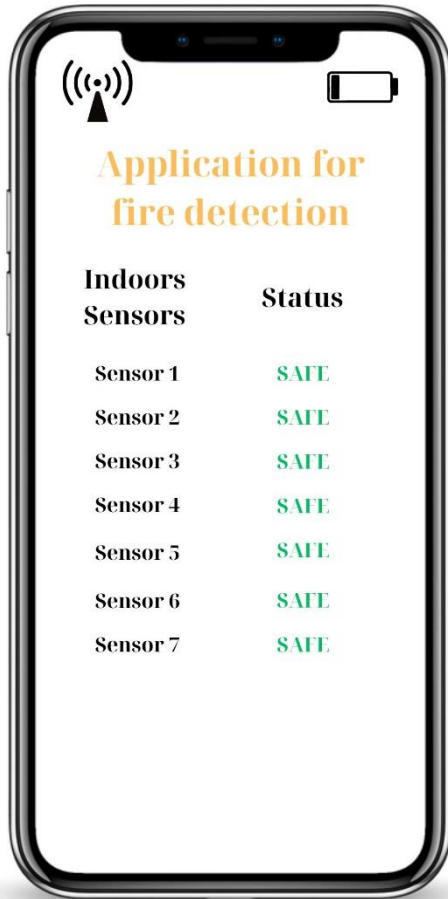 Application for
fire detection
Indoors
Sensors
Status
Sensor 1 SAFE
Sensor 2 SAFE
Sensor 3 SAFE
Sensor 4 SAFE
Sensor 5 SAFE
Sensor 6 SAFE
Sensor 7 SAFE